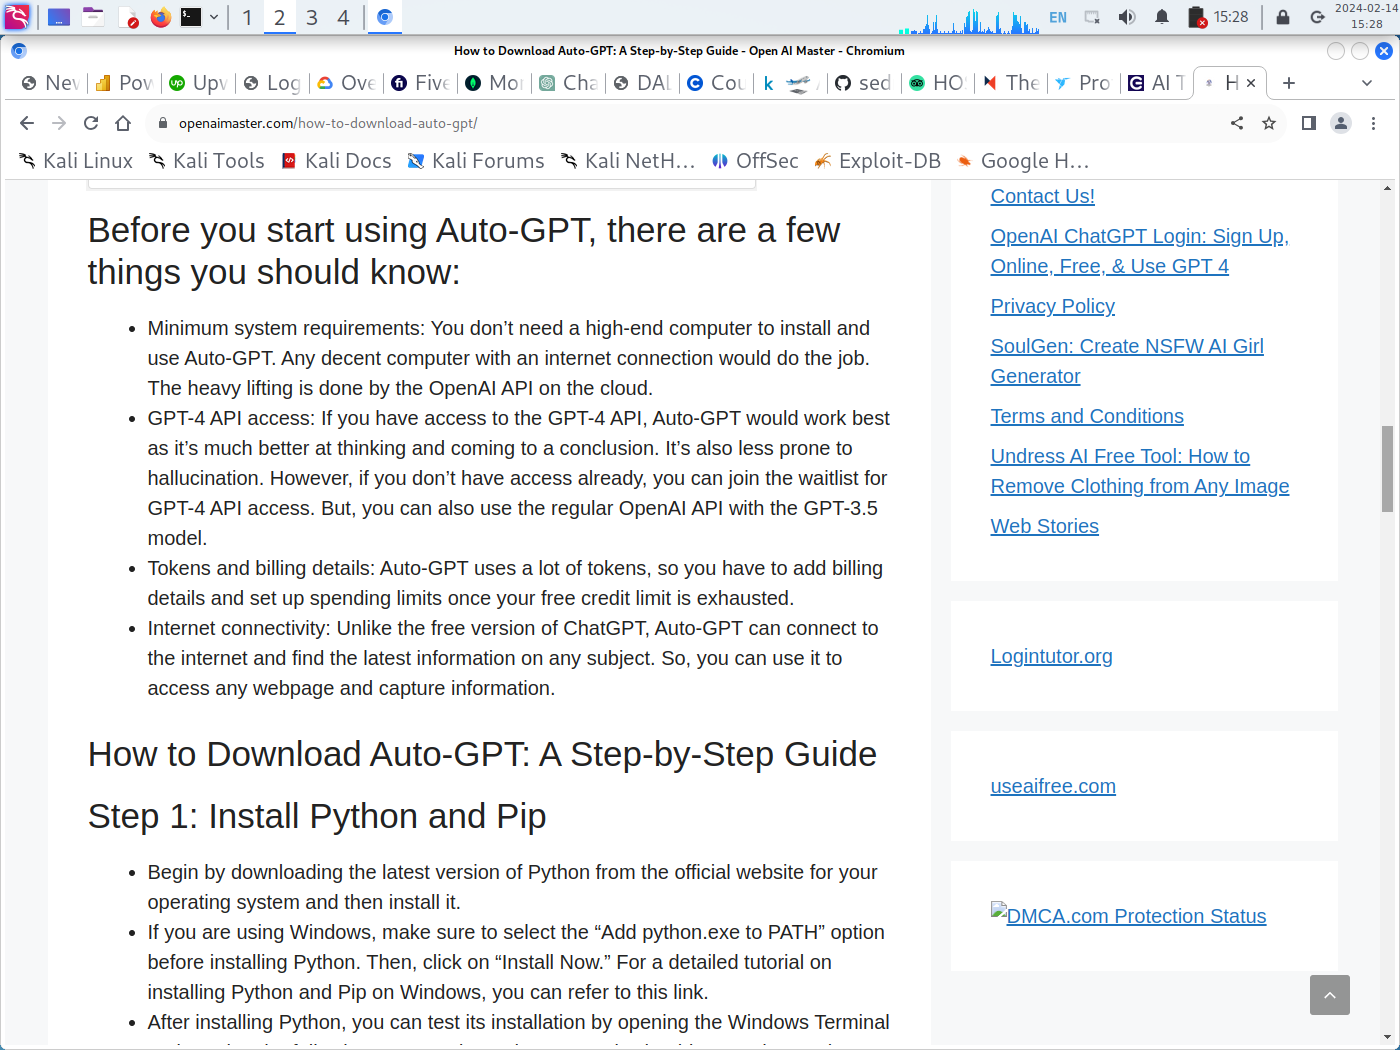 1 2 3 4
EN
15:28
2024-02-14
15:28
How to Download Auto-GPT: A Step-by-Step Guide - Open AI Master - Chromium
Nev Pow Upv Log Ove Five Mor Cha DAL Cou sed HO The Pro AI T H
openaimaster.com/how-to-download-auto-gpt/
Kali Linux Kali Tools Kali Docs Kali Forums Kali NetH... OffSec Exploit-DB Google H...
Before you start using Auto-GPT, there are a few
things you should know:
• Minimum system requirements: You don’t need a high-end computer to install and
use Auto-GPT. Any decent computer with an internet connection would do the job.
The heavy lifting is done by the OpenAI API on the cloud.
• GPT-4 API access: If you have access to the GPT-4 API, Auto-GPT would work best
as it’s much better at thinking and coming to a conclusion. It’s also less prone to
hallucination. However, if you don’t have access already, you can join the waitlist for
GPT-4 API access. But, you can also use the regular OpenAI API with the GPT-3.5
model.
• Tokens and billing details: Auto-GPT uses a lot of tokens, so you have to add billing
details and set up spending limits once your free credit limit is exhausted.
• Internet connectivity: Unlike the free version of ChatGPT, Auto-GPT can connect to
the internet and find the latest information on any subject. So, you can use it to
access any webpage and capture information.
How to Download Auto-GPT: A Step-by-Step Guide
Step 1: Install Python and Pip
• Begin by downloading the latest version of Python from the official website for your
operating system and then install it.
• If you are using Windows, make sure to select the “Add python.exe to PATH” option
before installing Python. Then, click on “Install Now.” For a detailed tutorial on
installing Python and Pip on Windows, you can refer to this link.
• After installing Python, you can test its installation by opening the Windows Terminal
Contact Us!
OpenAI ChatGPT Login: Sign Up,
Online, Free, & Use GPT 4
Privacy Policy
SoulGen: Create NSFW AI Girl
Generator
Terms and Conditions
Undress AI Free Tool: How to
Remove Clothing from Any Image
Web Stories
Logintutor.org
useaifree.com
DMCA.com Protection Status